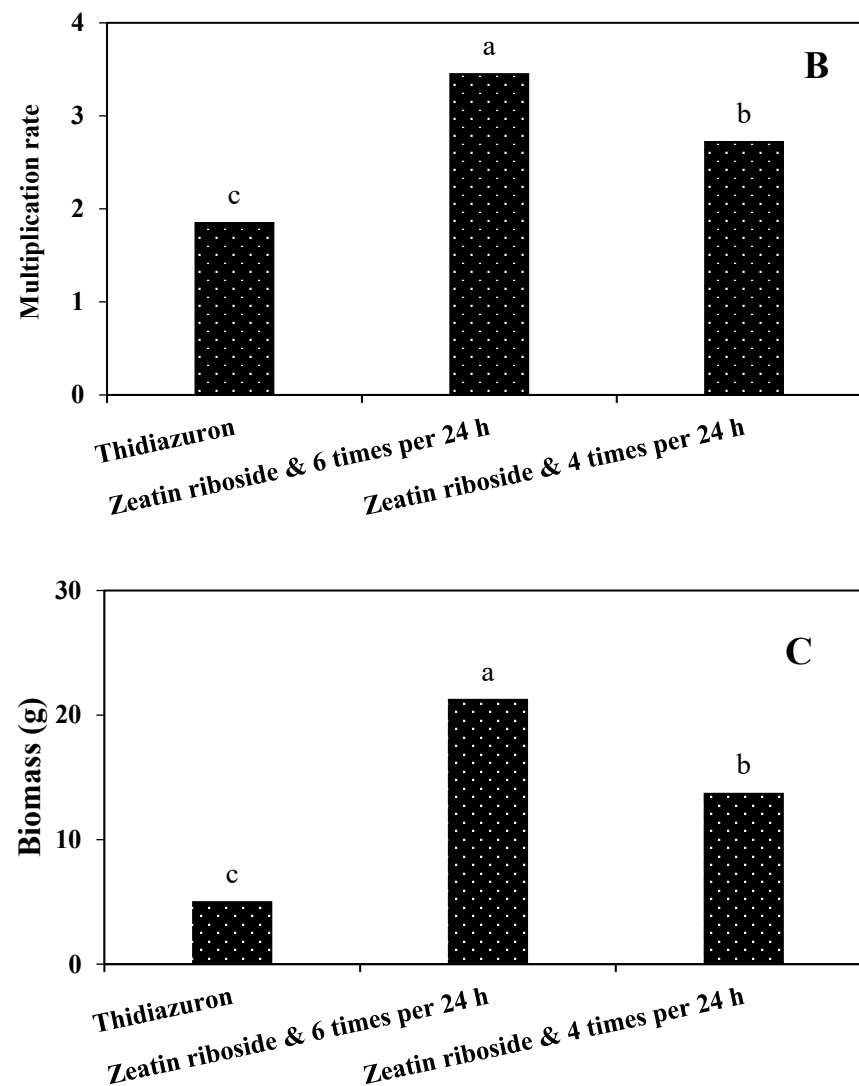 4
3
2
1
0
Multiplication rate
B
c
a
b
Thidiazuron
Zeatin riboside & 6 times per 24 h
Zeatin riboside & 4 times per 24 h
30
20
10
0
Biomass (g)
C
c
a
b
Thidiazuron
Zeatin riboside & 6 times per 24 h
Zeatin riboside & 4 times per 24 h